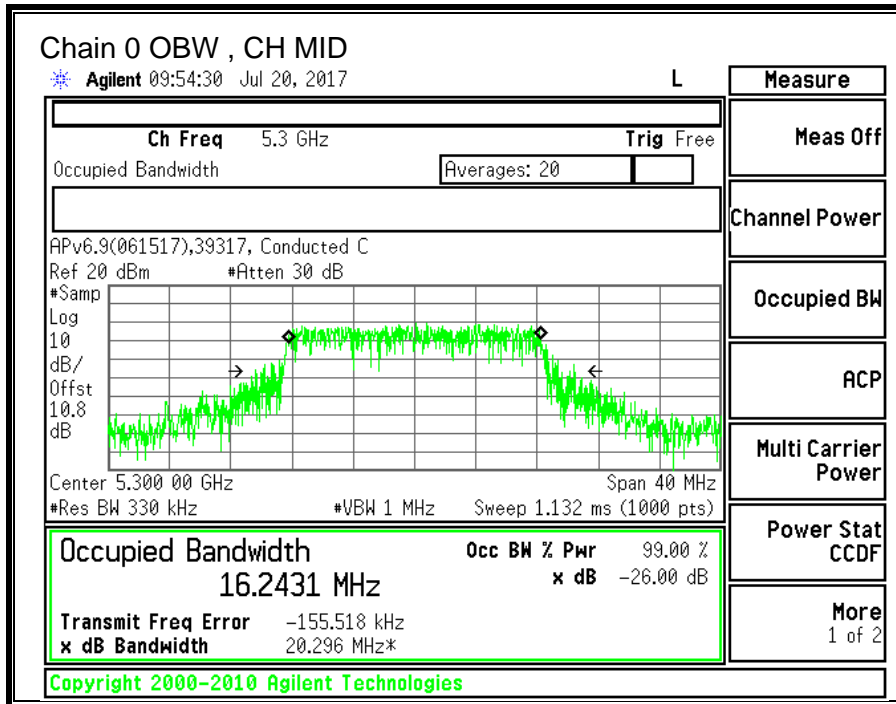 Chain 0 OBW , CH MID
Agilent 09:54:30 Jul 20, 2017 L
Measure
Ch Freq 5.3 GHz Trig Free
Occupied Bandwidth Averages: 20
APv6.9(061517),39317, Conducted C
Ref 20 dBm #Atten 30 dB
#Samp
Log
10
dB/
Offst
10.8
dB
Center 5.300 00 GHz Span 40 MHz
#Res BW 330 kHz #VBW 1 MHz Sweep 1.132 ms (1000 pts)
Occupied Bandwidth Occ BW % Pwr 99.00 %
16.2431 MHz x dB -26.00 dB
Transmit Freq Error -155.518 kHz
x dB Bandwidth 20.296 MHz*
Copyright 2000-2010 Agilent Technologies
Meas Off
Channel Power
Occupied BW
ACP
Multi Carrier
Power
Power Stat
CCDF
More
1 of 2